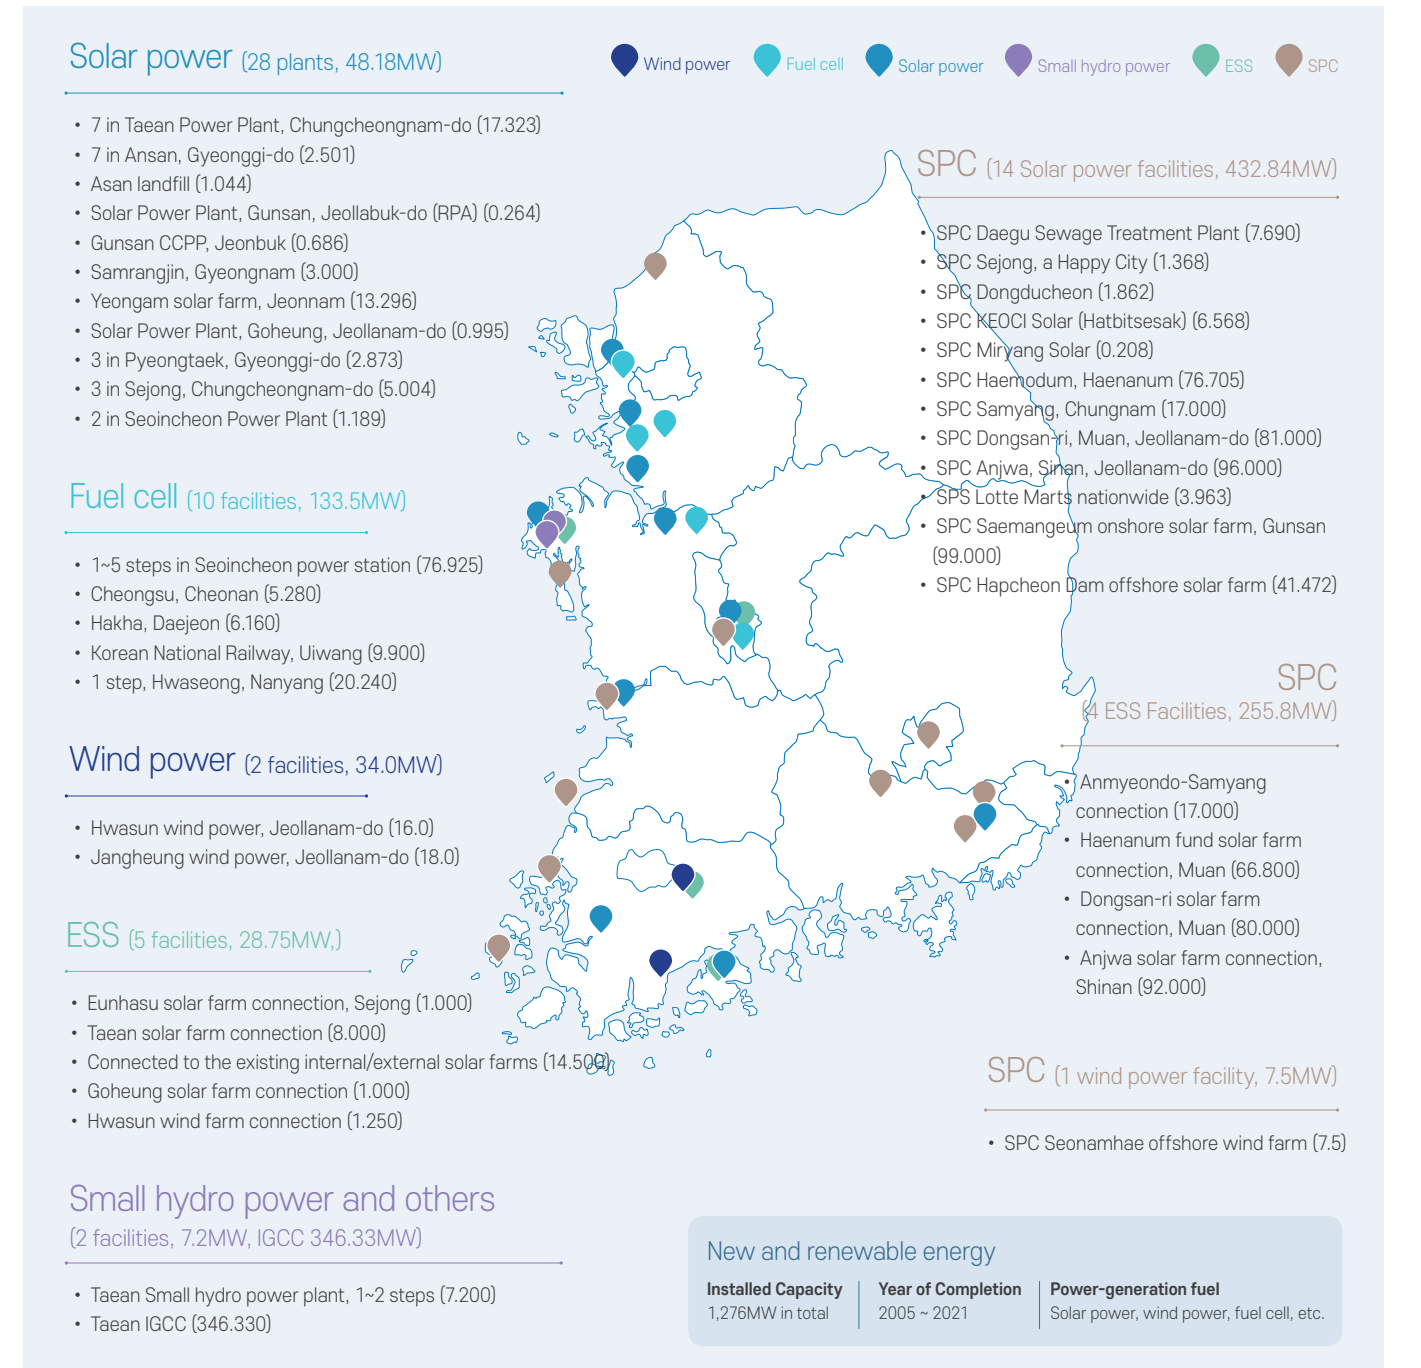 Solar power (28 plants, 48.18MW)
• 7 in Taean Power Plant, Chungcheongnam-do (17.323)
• 7 in Ansan, Gyeonggi-do (2.501)
• Asan landfill (1.044)
• Solar Power Plant, Gunsan, Jeollabuk-do (RPA) (0.264)
• Gunsan CCPP, Jeonbuk (0.686)
• Samrangjin, Gyeongnam (3.000)
• Yeongam solar farm, Jeonnam (13.296)
• Solar Power Plant, Goheung, Jeollanam-do (0.995)
• 3 in Pyeongtaek, Gyeonggi-do (2.873)
• 3 in Sejong, Chungcheongnam-do (5.004)
• 2 in Seoincheon Power Plant (1.189)
Fuel cell (10 facilities, 133.5MW)
• 1~5 steps in Seoincheon power station (76.925)
• Cheongsu, Cheonan (5.280)
• Hakha, Daejeon (6.160)
• Korean National Railway, Uiwang (9.900)
• 1 step, Hwaseong, Nanyang (20.240)
Wind power (2 facilities, 34.0MW)
• Hwasun wind power, Jeollanam-do (16.0)
• Jangheung wind power, Jeollanam-do (18.0)
ESS (5 facilities, 28.75MW,)
• Eunhasu solar farm connection, Sejong (1.000)
• Taean solar farm connection (8.000)
• Connected to the existing internal/external solar farms (14.500)
• Goheung solar farm connection (1.000)
• Hwasun wind farm connection (1.250)
Small hydro power and others
(2 facilities, 7.2MW, IGCC 346.33MW)
• Taean Small hydro power plant, 1~2 steps (7.200)
• Taean IGCC (346.330)
Wind power
Fuel cell
Solar power
Small hydro power
ESS
SPC
SPC (14 Solar power facilities, 432.84MW)
• SPC Daegu Sewage Treatment Plant (7.690)
• SPC Sejong, a Happy City (1.368)
• SPC Dongducheon (1.862)
• SPC KEOCI Solar (Hatbitsesak) (6.568)
• SPC Miryang Solar (0.208)
• SPC Haemodum, Haenanum (76.705)
• SPC Samyang, Chungnam (17.000)
• SPC Dongsan-ri, Muan, Jeollanam-do (81.000)
• SPC Anjwa, Sinan, Jeollanam-do (96.000)
• SPS Lotte Marts nationwide (3.963)
• SPC Saemangeum onshore solar farm, Gunsan
(99.000)
• SPC Hapcheon Dam offshore solar farm (41.472)
SPC
(4 ESS Facilities, 255.8MW)
• Anmyeondo-Samyang
connection (17.000)
• Haenanum fund solar farm
connection, Muan (66.800)
• Dongsan-ri solar farm
connection, Muan (80.000)
• Anjwa solar farm connection,
Shinan (92.000)
SPC (1 wind power facility, 7.5MW)
• SPC Seonamhae offshore wind farm (7.5)
New and renewable energy
Installed Capacity
1,276MW in total
Year of Completion
2005 ~ 2021
Power-generation fuel
Solar power, wind power, fuel cell, etc.